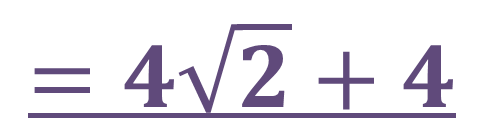 = 4√2 + 4